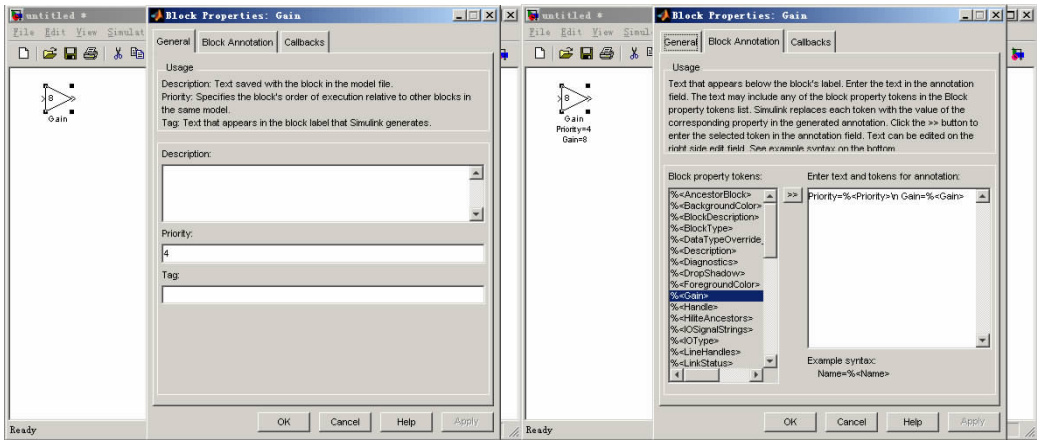 untitled *
File Edit View Simulat
8
Gain
Ready
Block Properties: Gain
General Block Annotation Callbacks
Usage
Description: Text saved with the block in the model file.
Priority: Specifies the block's order of execution relative to other blocks in
the same model.
Tag: Text that appears in the block label that Simulink generates.
Description:
Priority:
4
Tag:
OK Cancel Help Apply
untitled *
File Edit View Simul
8
Gain
Priority=4
Gain=8
Ready
Block Properties: Gain
General Block Annotation Callbacks
Usage
Text that appears below the block's label. Enter the text in the annotation
field. The text may include any of the block property tokens in the Block
property tokens list. Simulink replaces each token with the value of the
corresponding property in the generated annotation. Click the >> button to
enter the selected token in the annotation field. Text can be edited on the
right side edit field. See example syntax on the bottom.
Block property tokens:
%<AncestorBlock>
%<BackgroundColor>
%<BlockDescription>
%<BlockType>
%<DataTypeOverride_
%<Description>
%<Diagnostics>
%<DropShadow>
%<ForegroundColor>
%<Gain>
%<Handle>
%<HiliteAncestors>
%<IOSignalStrings>
%<IOType>
%<LineHandles>
%<LinkStatus>
>>
Enter text and tokens for annotation:
Priority=%<Priority>\n Gain=%<Gain>
Example syntax:
Name=%<Name>
OK Cancel Help Apply